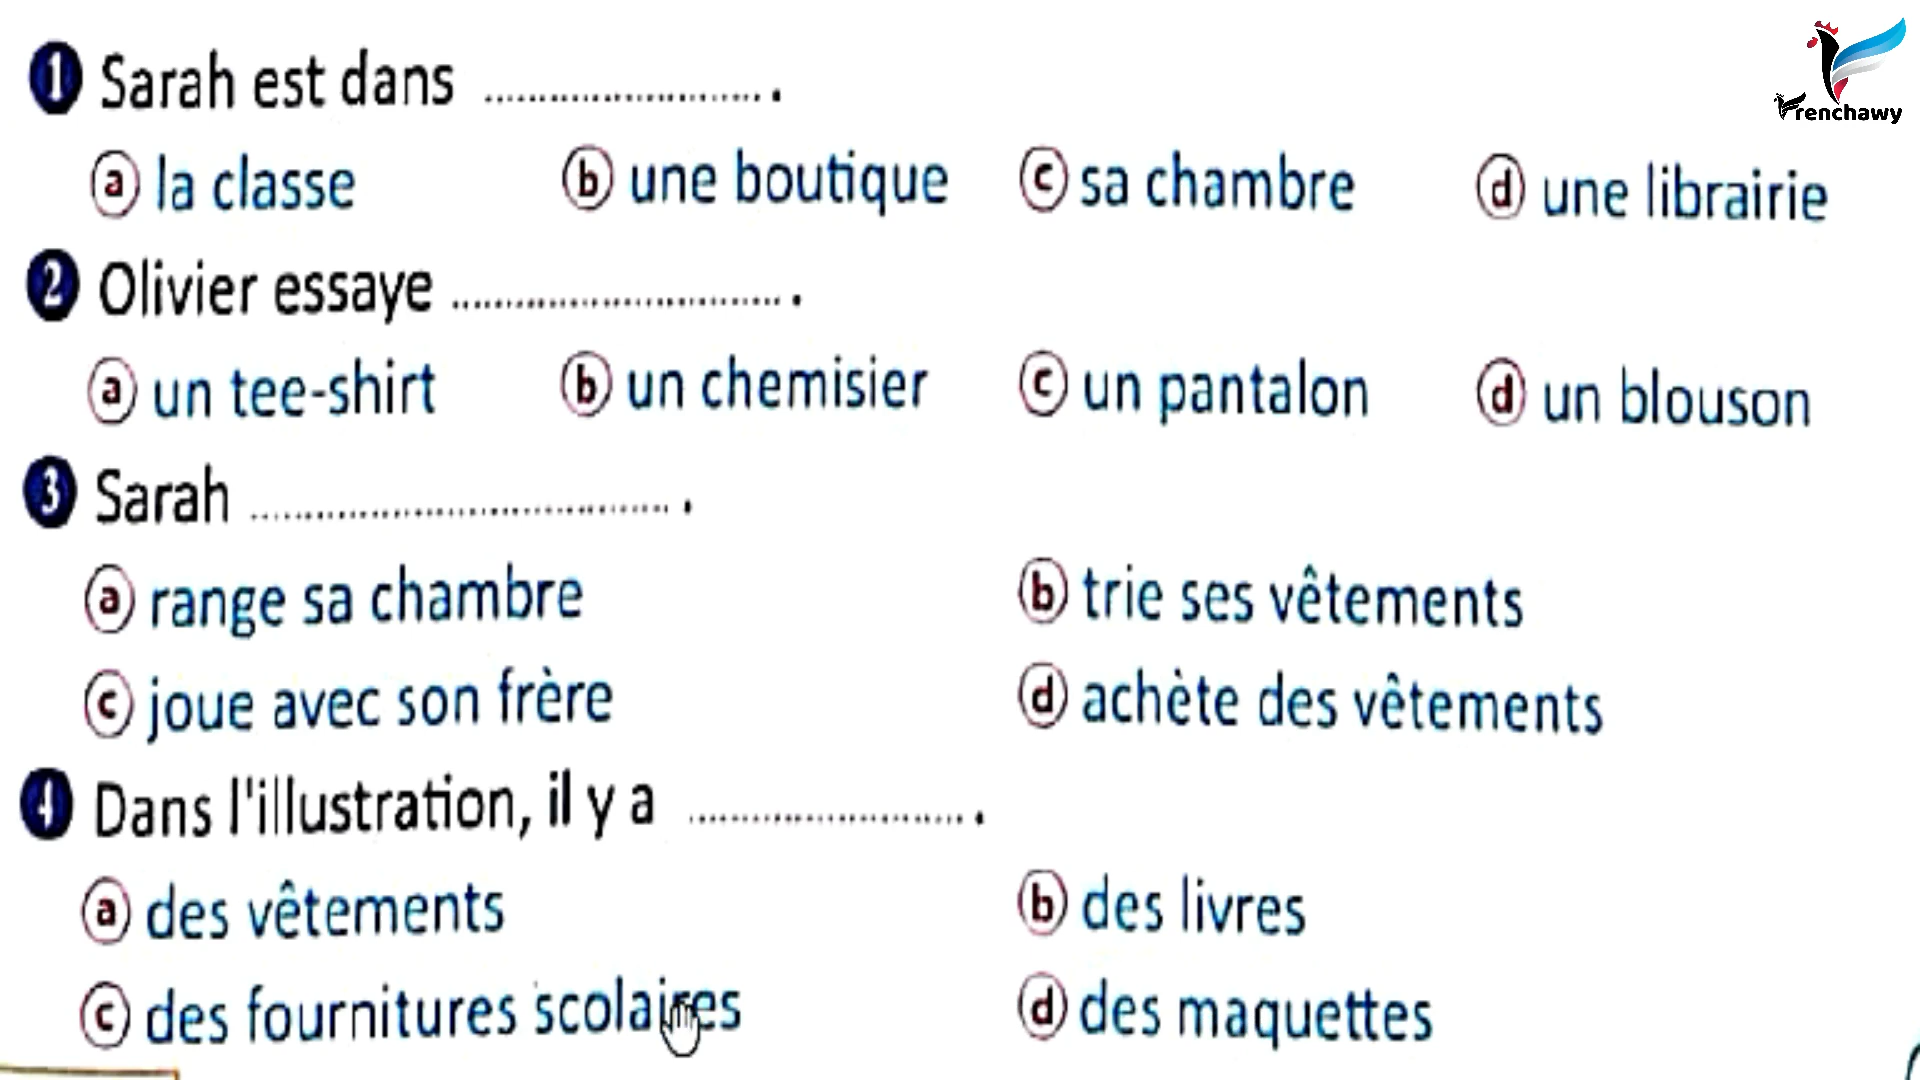 Frenchawy
1 Sarah est dans ........................... .
a la classe b une boutique c sa chambre d une librairie
2 Olivier essaye ................................ .
a un tee-shirt b un chemisier c un pantalon d un blouson
3 Sarah ........................................ .
a range sa chambre b trie ses vêtements
c joue avec son frère d achète des vêtements
4 Dans l'illustration, il y a ........................... .
a des vêtements b des livres
c des fournitures scolaires d des maquettes